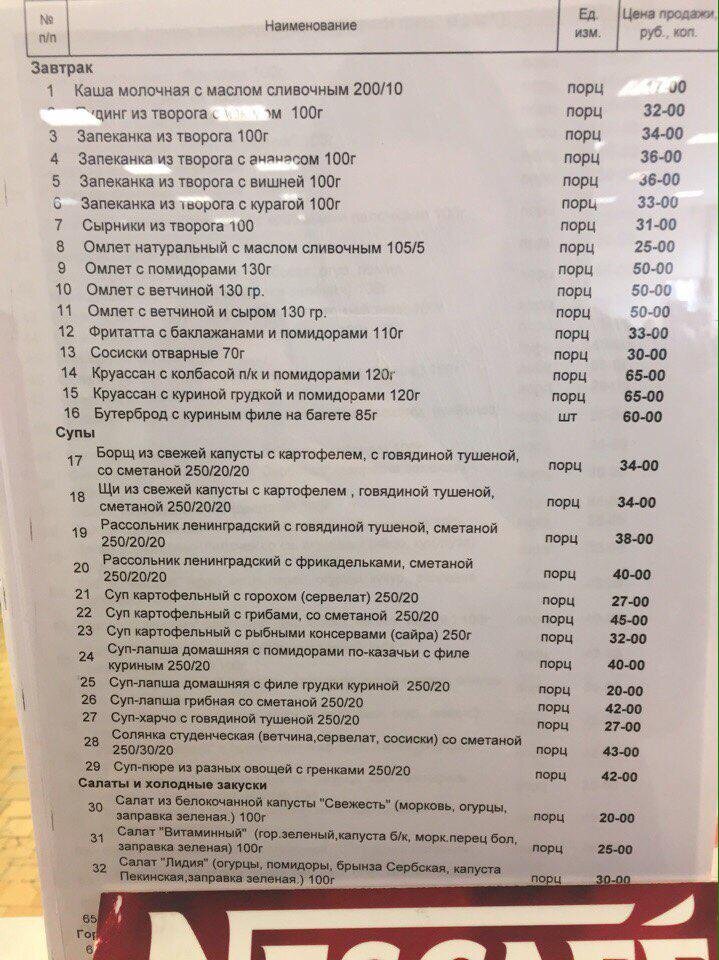 № п/п Наименование Ед. изм. Цена продажи, руб., коп.
Завтрак
1 Каша молочная с маслом сливочным 200/10 порц 7-00
2 Пудинг из творога с 100г порц 32-00
3 Запеканка из творога 100г порц 34-00
4 Запеканка из творога с ананасом 100г порц 36-00
5 Запеканка из творога с вишней 100г порц 36-00
6 Запеканка из творога с курагой 100г порц 33-00
7 Сырники из творога 100 порц 31-00
8 Омлет натуральный с маслом сливочным 105/5 порц 25-00
9 Омлет с помидорами 130г порц 50-00
10 Омлет с ветчиной 130 гр. порц 50-00
11 Омлет с ветчиной и сыром 130 гр. порц 50-00
12 Фритатта с баклажанами и помидорами 110г порц 33-00
13 Сосиски отварные 70г порц 30-00
14 Круассан с колбасой п/к и помидорами 120г порц 65-00
15 Круассан с куриной грудкой и помидорами 120г порц 65-00
16 Бутерброд с куриным филе на багете 85г шт 60-00
Супы
17 Борщ из свежей капусты с картофелем, с говядиной тушеной,
со сметаной 250/20/20 порц 34-00
18 Щи из свежей капусты с картофелем , говядиной тушеной,
сметаной 250/20/20 порц 34-00
19 Рассольник ленинградский с говядиной тушеной, сметаной
250/20/20 порц 38-00
20 Рассольник ленинградский с фрикадельками, сметаной
250/20/20 порц 40-00
21 Суп картофельный с горохом (сервелат) 250/20 порц 27-00
22 Суп картофельный с грибами, со сметаной 250/20 порц 45-00
23 Суп картофельный с рыбными консервами (сайра) 250г порц 32-00
24 Суп-лапша домашняя с помидорами по-казачьи с филе
куриным 250/20 порц 40-00
25 Суп-лапша домашняя с филе грудки куриной 250/20 порц 20-00
26 Суп-лапша грибная со сметаной 250/20 порц 42-00
27 Суп-харчо с говядиной тушеной 250/20 порц 27-00
28 Солянка студенческая (ветчина,сервелат, сосиски) со сметаной
250/30/20 порц 43-00
29 Суп-пюре из разных овощей с гренками 250/20 порц 42-00
Салаты и холодные закуски
30 Салат из белокочанной капусты "Свежесть" (морковь, огурцы,
заправка зеленая.) 100г порц 20-00
31 Салат "Витаминный" (гор.зеленый,капуста б/к, морк.перец бол,
заправка зеленая) 100г порц 25-00
32 Салат "Лидия" (огурцы, помидоры, брынза Сербская, капуста
Пекинская,заправка зеленая.) 100г порц 30-00
65
Гор
6
NESCAFÉ